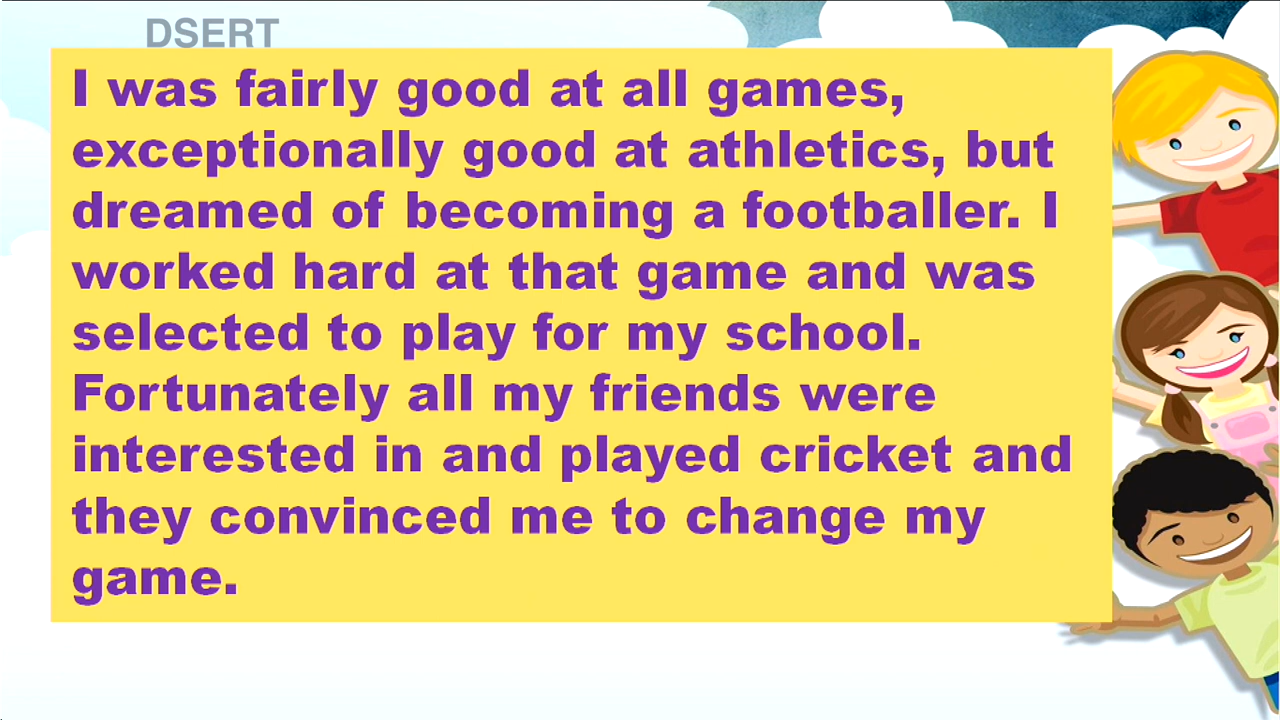 DSERT
I was fairly good at all games,
exceptionally good at athletics, but
dreamed of becoming a footballer. I
worked hard at that game and was
selected to play for my school.
Fortunately all my friends were
interested in and played cricket and
they convinced me to change my
game.